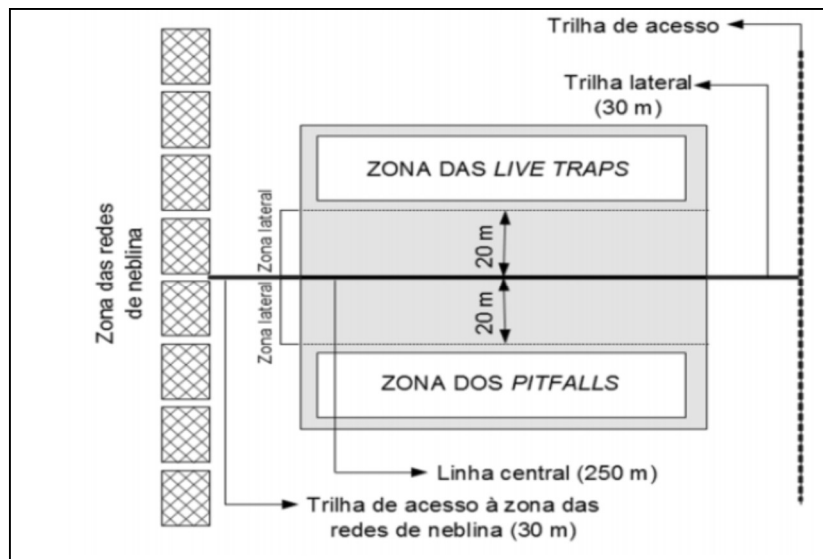 Trilha de acesso
Trilha lateral
(30 m)
ZONA DAS LIVE TRAPS
Zona das redes
de neblina
Zona lateral
20 m
Zona lateral
20 m
ZONA DOS PITFALLS
Linha central (250 m)
Trilha de acesso à zona das
redes de neblina (30 m)